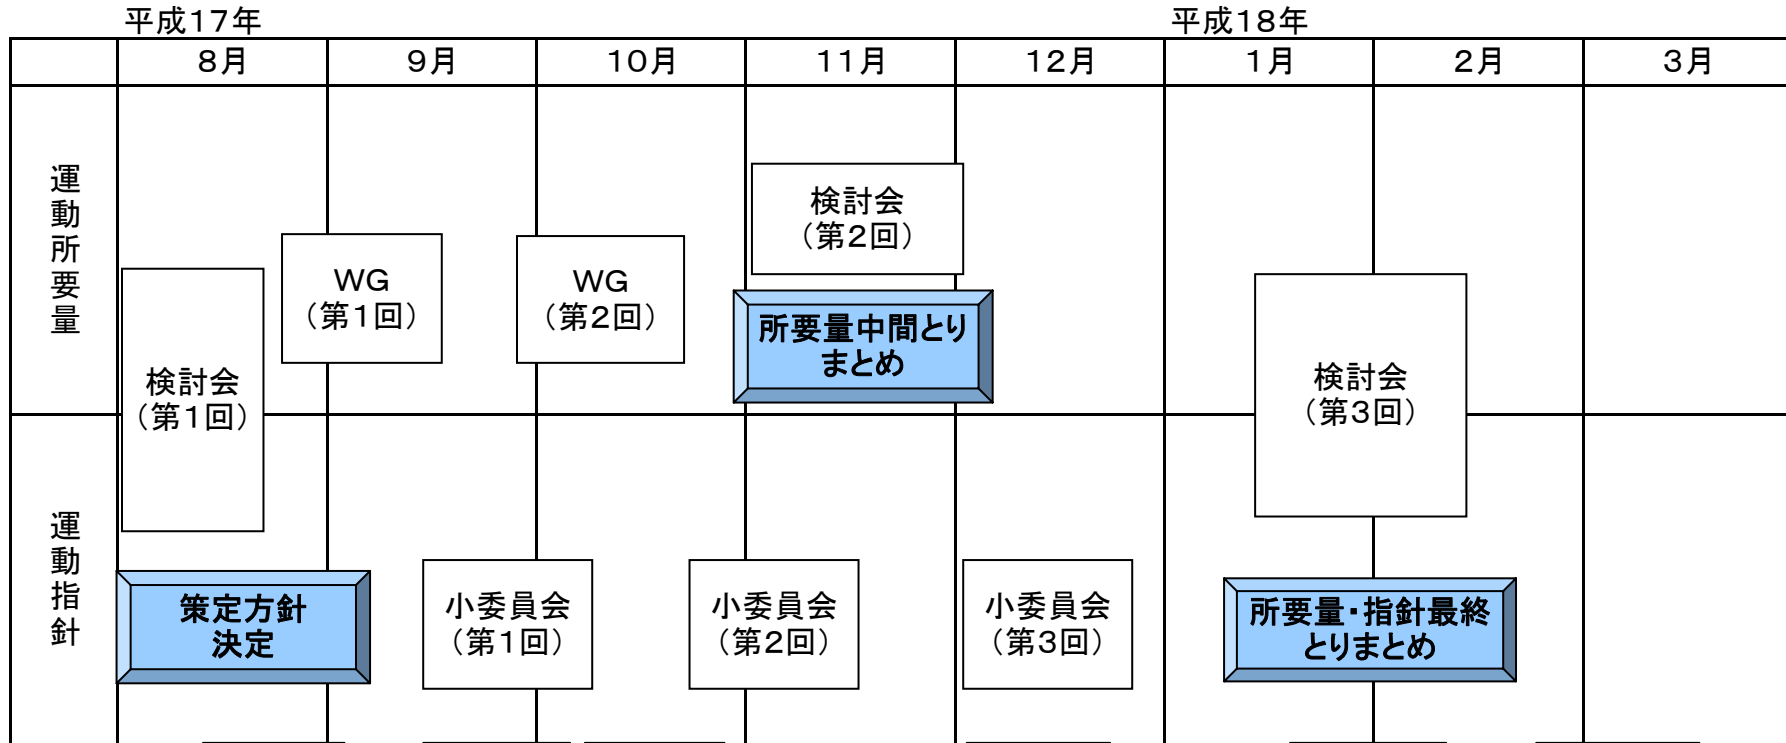 平成17年
平成18年
8月
9月
10月
11月
12月
1月
2月
3月
運動所要量
検討会
(第1回)
WG
(第1回)
WG
(第2回)
検討会
(第2回)
所要量中間とり
まとめ
検討会
(第3回)
運動指針
策定方針
決定
小委員会
(第1回)
小委員会
(第2回)
小委員会
(第3回)
所要量・指針最終
とりまとめ